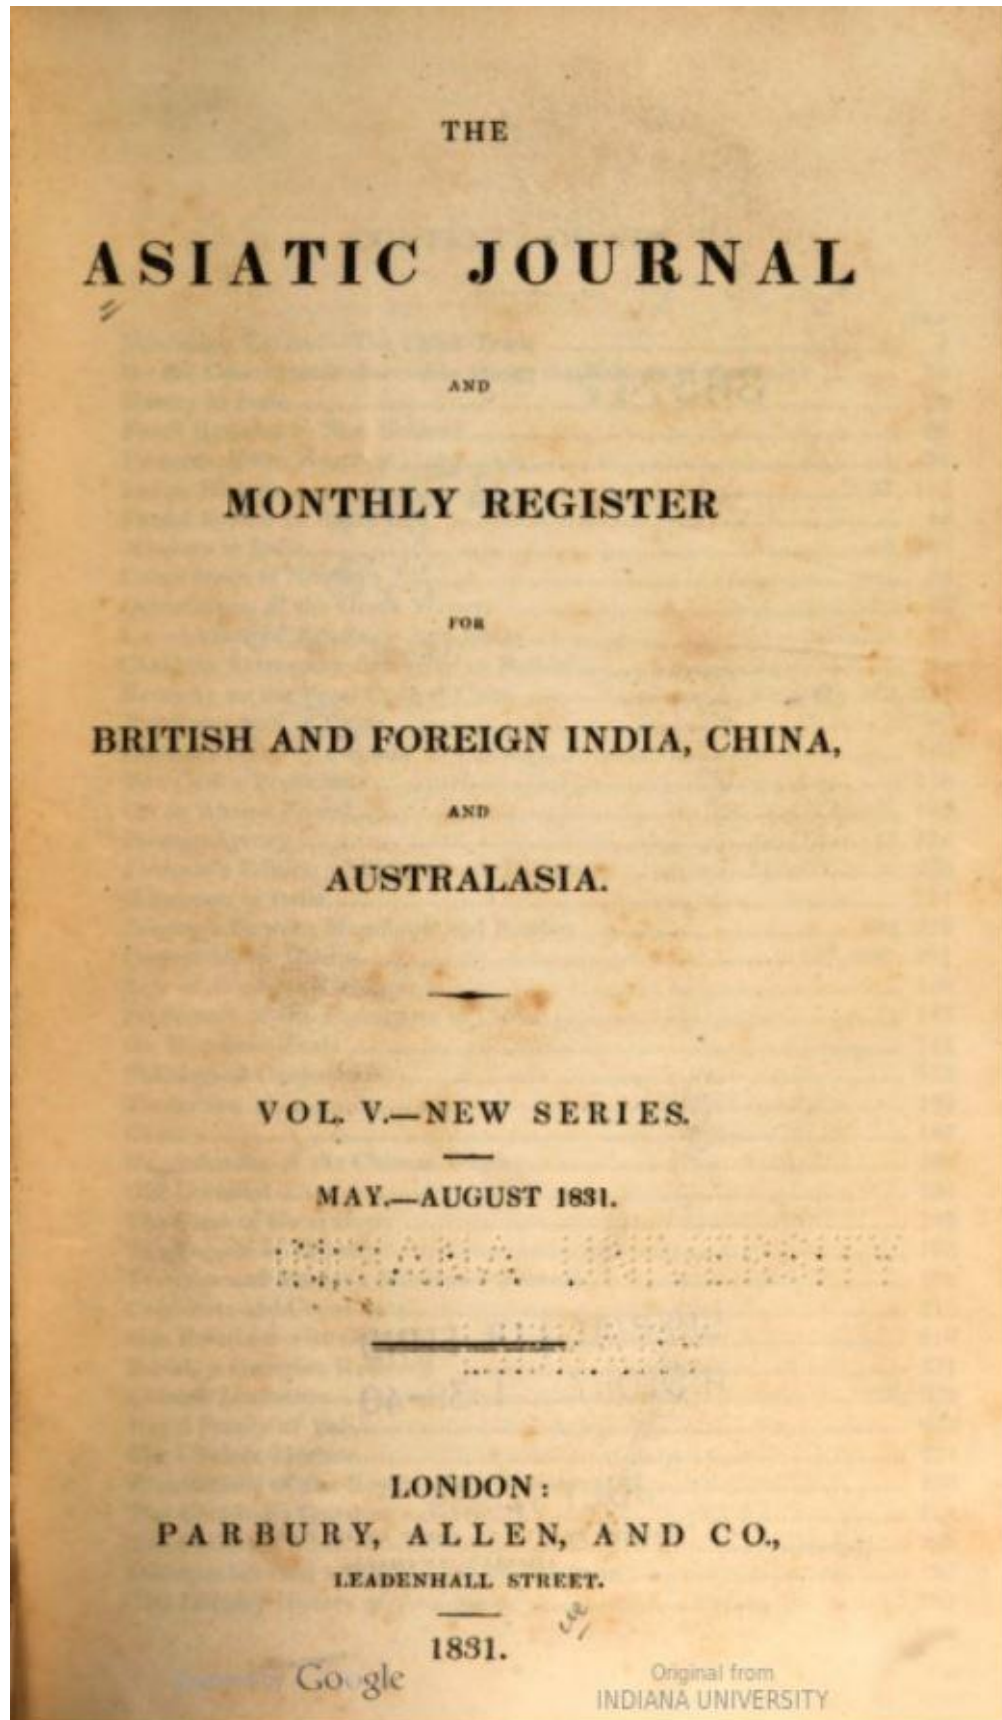 THE
ASIATIC JOURNAL
AND
MONTHLY REGISTER
FOR
BRITISH AND FOREIGN INDIA, CHINA,
AND
AUSTRALASIA.
VOL. V.—NEW SERIES.
MAY.—AUGUST 1831.
LONDON:
PARBURY, ALLEN, AND CO.,
LEADENHALL STREET.
1831.
Google
Original from
INDIANA UNIVERSITY